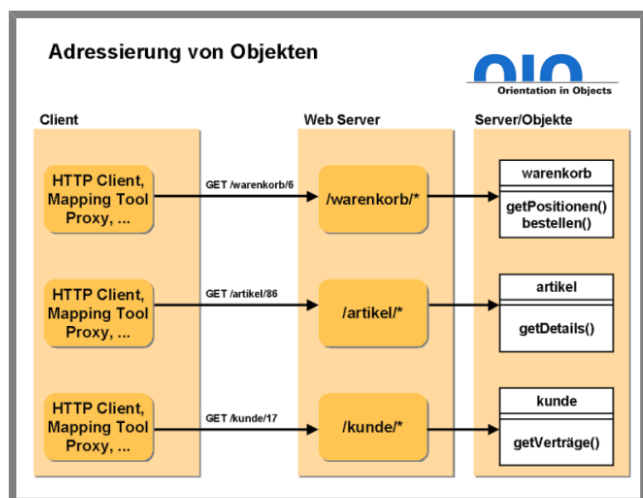 Adressierung von Objekten
OIO
Orientation in Objects
Client
Web Server
Server/Objekte
HTTP Client,
Mapping Tool
Proxy, ...
GET /warenkorb/6
/warenkorb/*
warenkorb
getPositionen()
bestellen()
HTTP Client,
Mapping Tool
Proxy, ...
GET /artikel/86
/artikel/*
artikel
getDetails()
HTTP Client,
Mapping Tool
Proxy, ...
GET /kunde/17
/kunde/*
kunde
getVerträge()